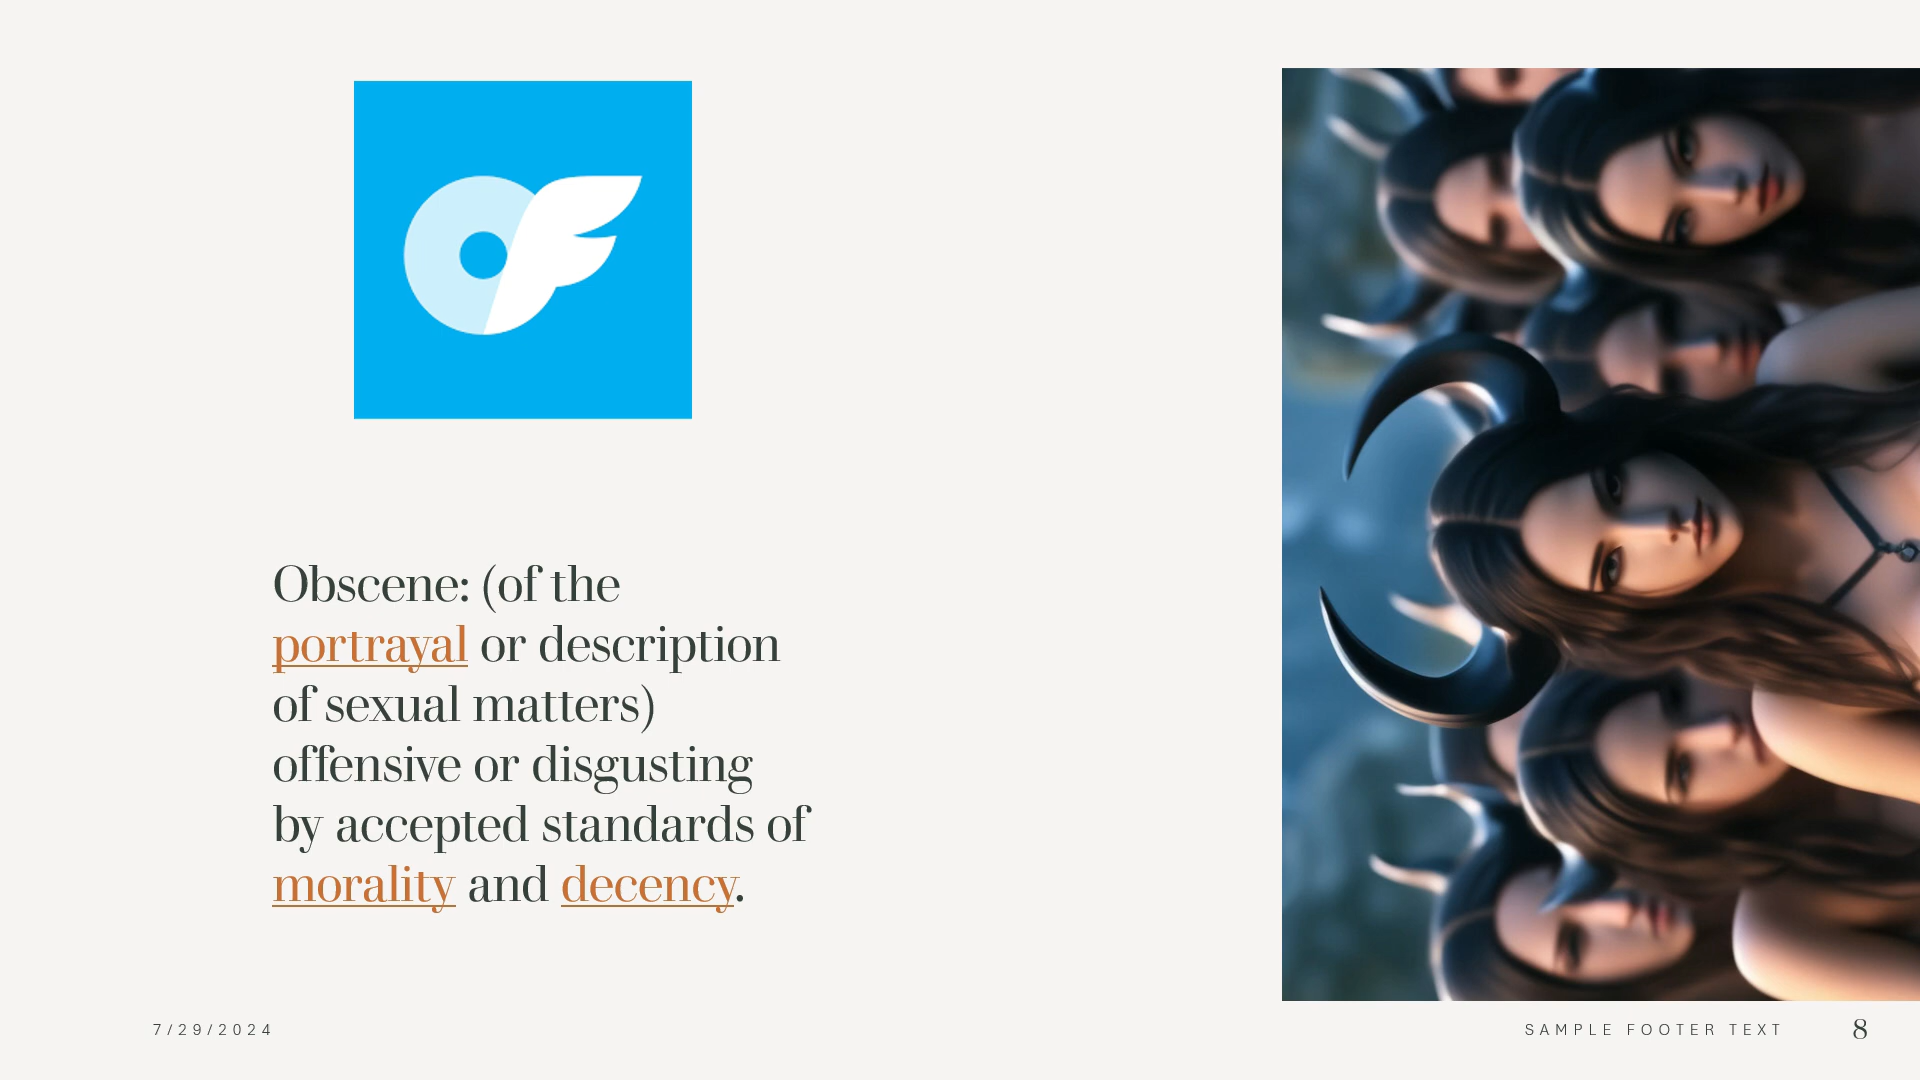 Obscene: (of the
portrayal or description
of sexual matters)
offensive or disgusting
by accepted standards of
morality and decency.
7/29/2024
SAMPLE FOOTER TEXT
8